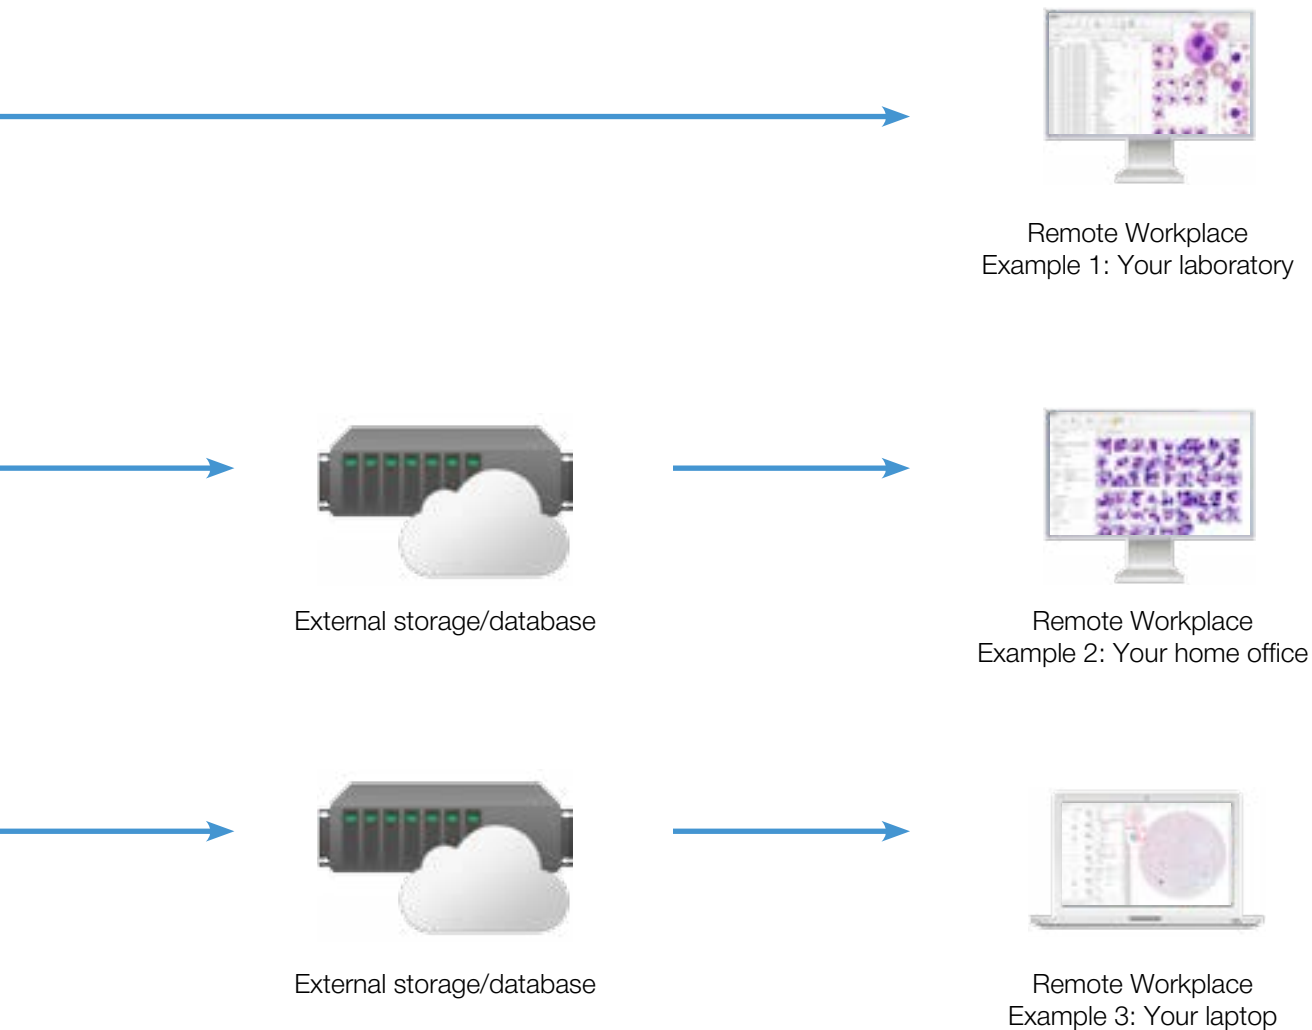 Remote Workplace
Example 1: Your laboratory
External storage/database
Remote Workplace
Example 2: Your home office
External storage/database
Remote Workplace
Example 3: Your laptop